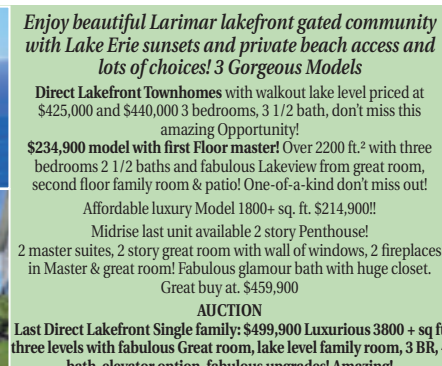 Enjoy beautiful Larimar lakefront gated community
with Lake Erie sunsets and private beach access and
lots of choices! 3 Gorgeous Models
Direct Lakefront Townhomes with walkout lake level priced at
$425,000 and $440,000 3 bedrooms, 3 1/2 bath, don't miss this
amazing Opportunity!
$234,900 model with first Floor master! Over 2200 ft.² with three
bedrooms 2 1/2 baths and fabulous Lakeview from great room,
second floor family room & patio! One-of-a-kind don't miss out!
Affordable luxury Model 1800+ sq. ft. $214,900!!
Midrise last unit available 2 story Penthouse!
2 master suites, 2 story great room with wall of windows, 2 fireplaces
in Master & great room! Fabulous glamour bath with huge closet.
Great buy at. $459,900
AUCTION
Last Direct Lakefront Single family: $499,900 Luxurious 3800 + sq ft
three levels with fabulous Great room, lake level family room, 3 BR,
bath, elevator option, fabulous upgrades! Amazing!